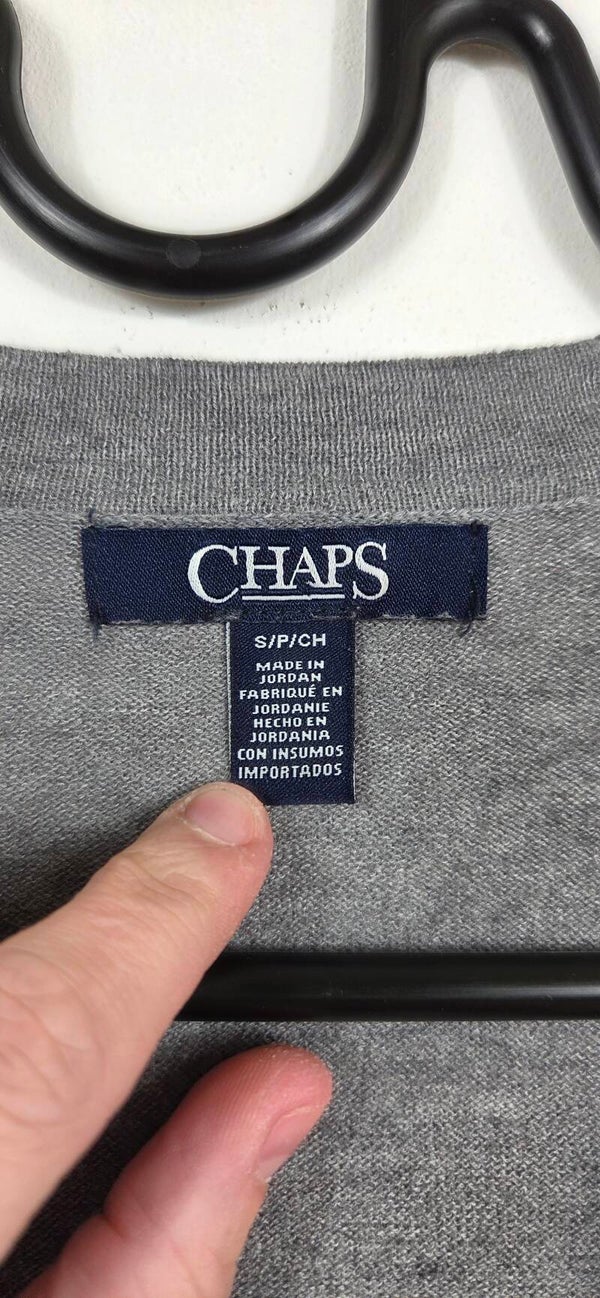 CHAPS
S/P/CH
MADE IN
JORDAN
FABRIQUÉ EN
JORDANIE
HECHO EN
JORDANIA
CON INSUMOS
IMPORTADOS